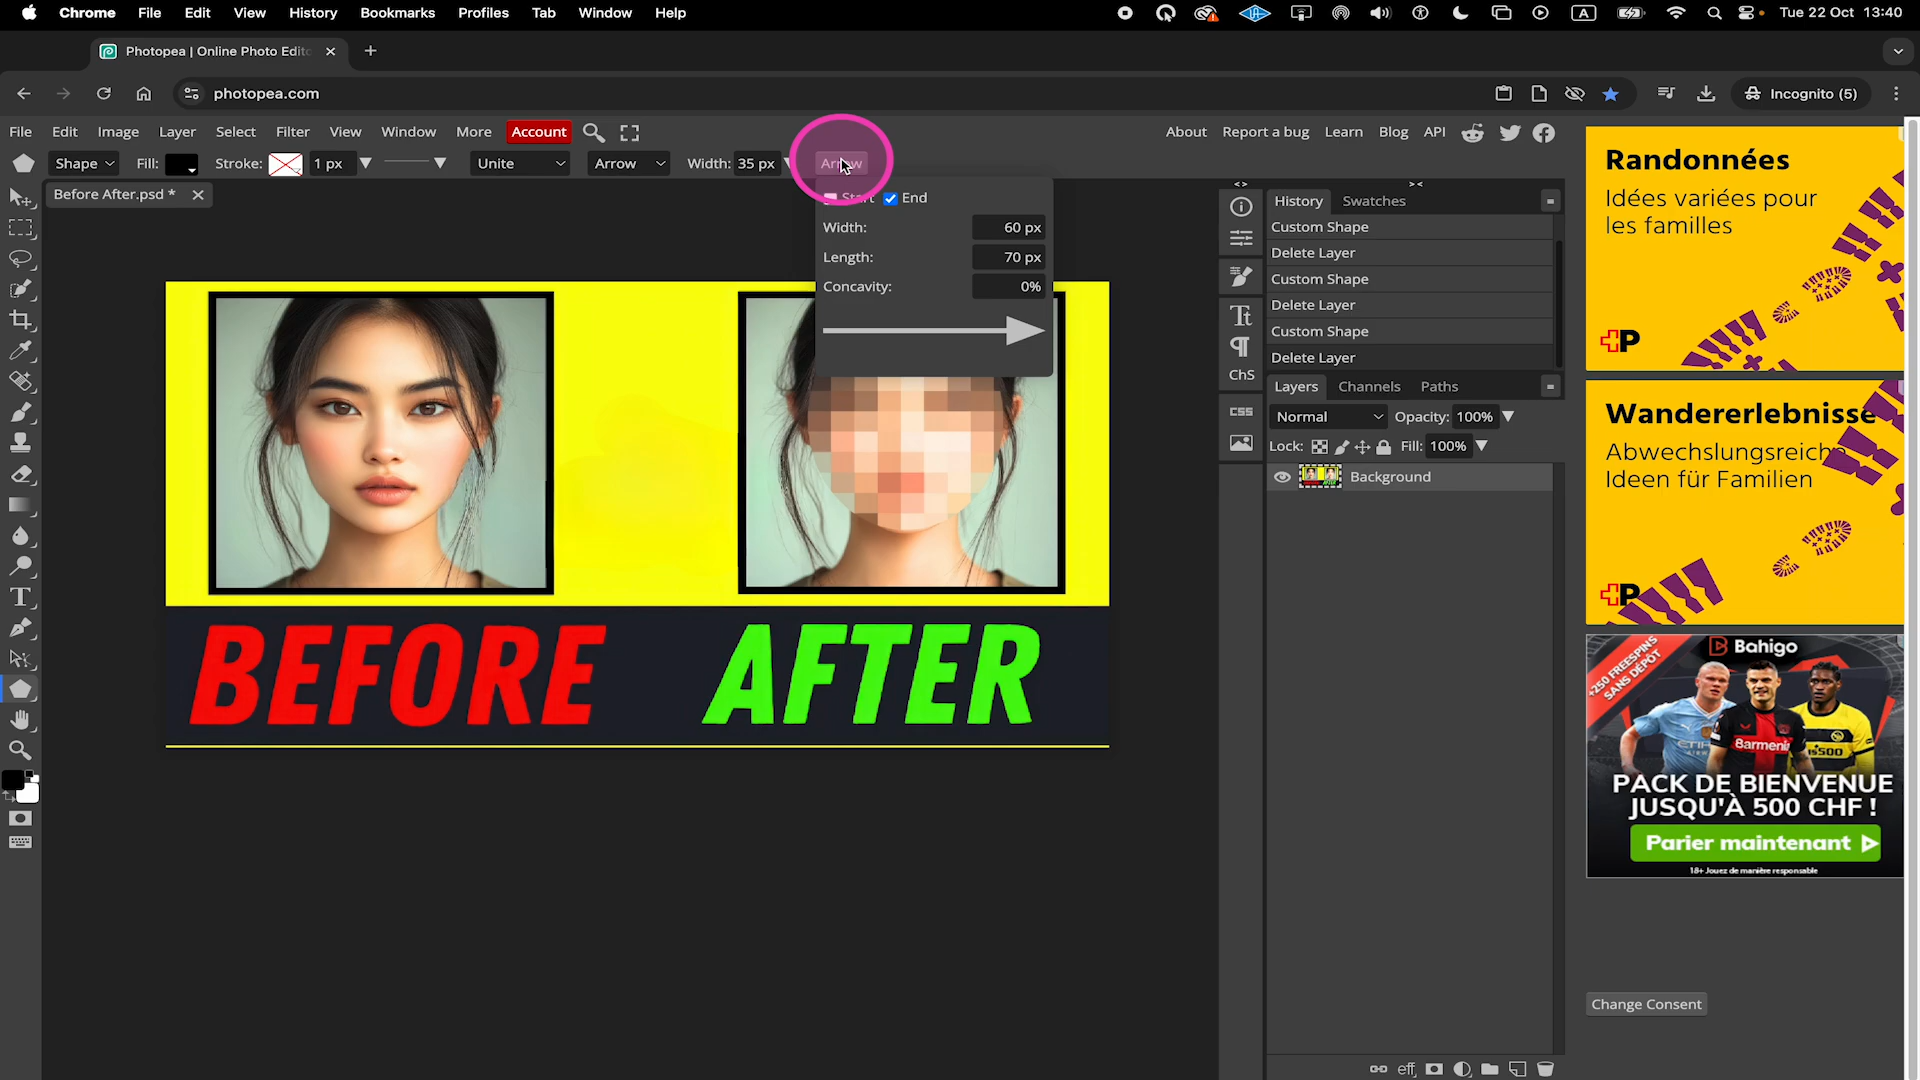 Chrome File Edit View History Bookmarks Profiles Tab Window Help A Tue 22 Oct 13:40
Photopea | Online Photo Edito
photopea.com Incognito (5)
File Edit Image Layer Select Filter View Window More Account About Report a bug Learn Blog API
Shape Fill: Stroke: 1 px Unite Arrow Width: 35 px Arrow
Before After.psd *
Start End
Width: 60 px
Length: 70 px
Concavity: 0%
BEFORE AFTER
History Swatches
Custom Shape
Delete Layer
Custom Shape
Delete Layer
Custom Shape
Delete Layer
ChS
CSS
Layers Channels Paths
Normal Opacity: 100%
Lock: Fill: 100%
Background
eff
Randonnées
Idées variées pour
les familles
P
Wandererlebnisse
Abwechslungsreiche
Ideen für Familien
P
Bahigo
+250 FREESPINS
SANS DÉPÔT
Barmenia
PACK DE BIENVENUE
JUSQU'À 500 CHF !
Parier maintenant
18+ Jouez de manière responsable
Change Consent